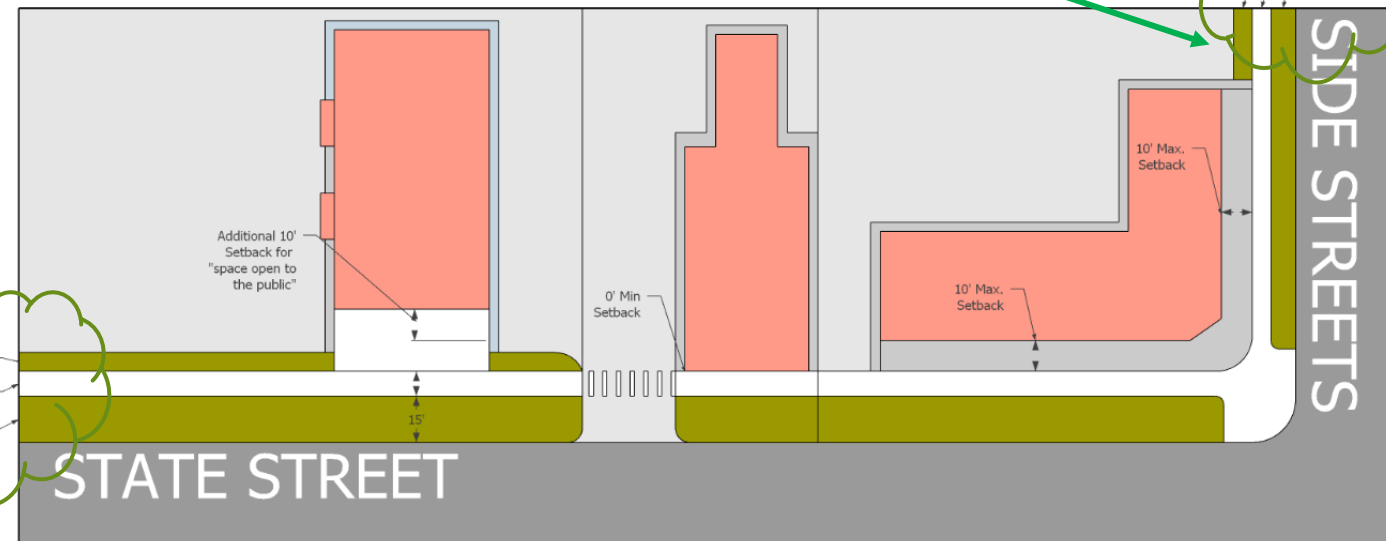 SIDE STREETS
10' Max.
Setback
Additional 10'
Setback for
"space open to
the public"
0' Min
Setback
10' Max.
Setback
15'
STATE STREET